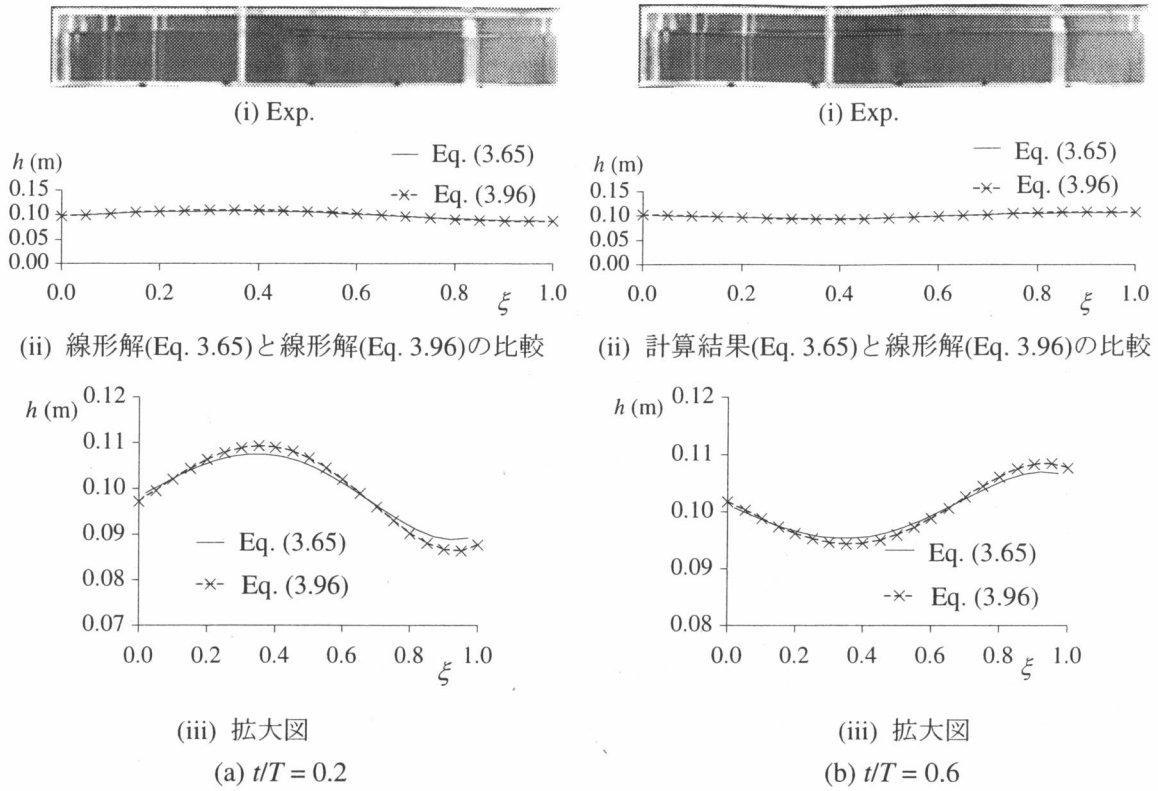 (i) Exp.
h (m)
Eq. (3.65)
Eq. (3.96)
0.15
0.10
0.05
0.00
0.0 0.2 0.4 0.6 0.8 1.0
ξ
(ii) 線形解(Eq. 3.65)と線形解(Eq. 3.96)の比較
h (m)
0.12
0.11
0.10
0.09
0.08
0.07
Eq. (3.65)
Eq. (3.96)
0.0 0.2 0.4 0.6 0.8 1.0
ξ
(iii) 拡大図
(a) t/T = 0.2
(i) Exp.
h (m)
Eq. (3.65)
Eq. (3.96)
0.15
0.10
0.05
0.00
0.0 0.2 0.4 0.6 0.8 1.0
ξ
(ii) 計算結果(Eq. 3.65)と線形解(Eq. 3.96)の比較
h (m)
0.12
0.11
0.10
0.09
0.08
Eq. (3.65)
Eq. (3.96)
0.0 0.2 0.4 0.6 0.8 1.0
ξ
(iii) 拡大図
(b) t/T = 0.6